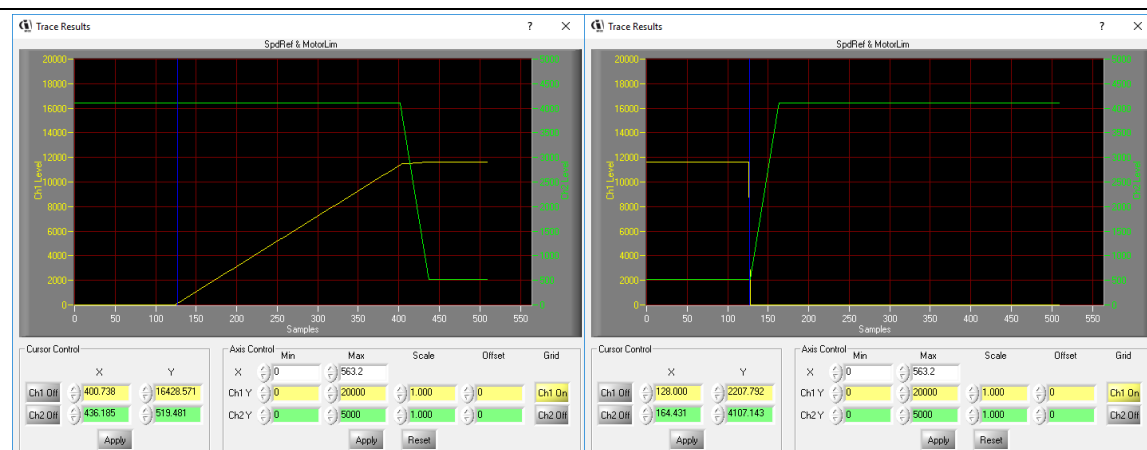 Trace Results ? ×
SpdRef & MotorLim
20000 5000
18000 4500
16000 4000
14000 3500
12000 3000
10000 2500
8000 2000
6000 1500
4000 1000
2000 500
0 0
Ch1 Level
Ch2 Level
0 50 100 150 200 250 300 350 400 450 500 550
Samples
Cursor Control
X Y
Ch1 Off 400.738 16428.571
Ch2 Off 436.185 519.481
Apply
Axis Control
Min Max Scale Offset Grid
X 0 563.2
Ch1 Y 0 20000 1.000 0 Ch1 On
Ch2 Y 0 5000 1.000 0 Ch2 Off
Apply Reset
Trace Results ? ×
SpdRef & MotorLim
20000 5000
18000 4500
16000 4000
14000 3500
12000 3000
10000 2500
8000 2000
6000 1500
4000 1000
2000 500
0 0
Ch1 Level
Ch2 Level
0 50 100 150 200 250 300 350 400 450 500 550
Samples
Cursor Control
X Y
Ch1 Off 128.000 2207.792
Ch2 Off 164.431 4107.143
Apply
Axis Control
Min Max Scale Offset Grid
X 0 563.2
Ch1 Y 0 20000 1.000 0 Ch1 On
Ch2 Y 0 5000 1.000 0 Ch2 Off
Apply Reset